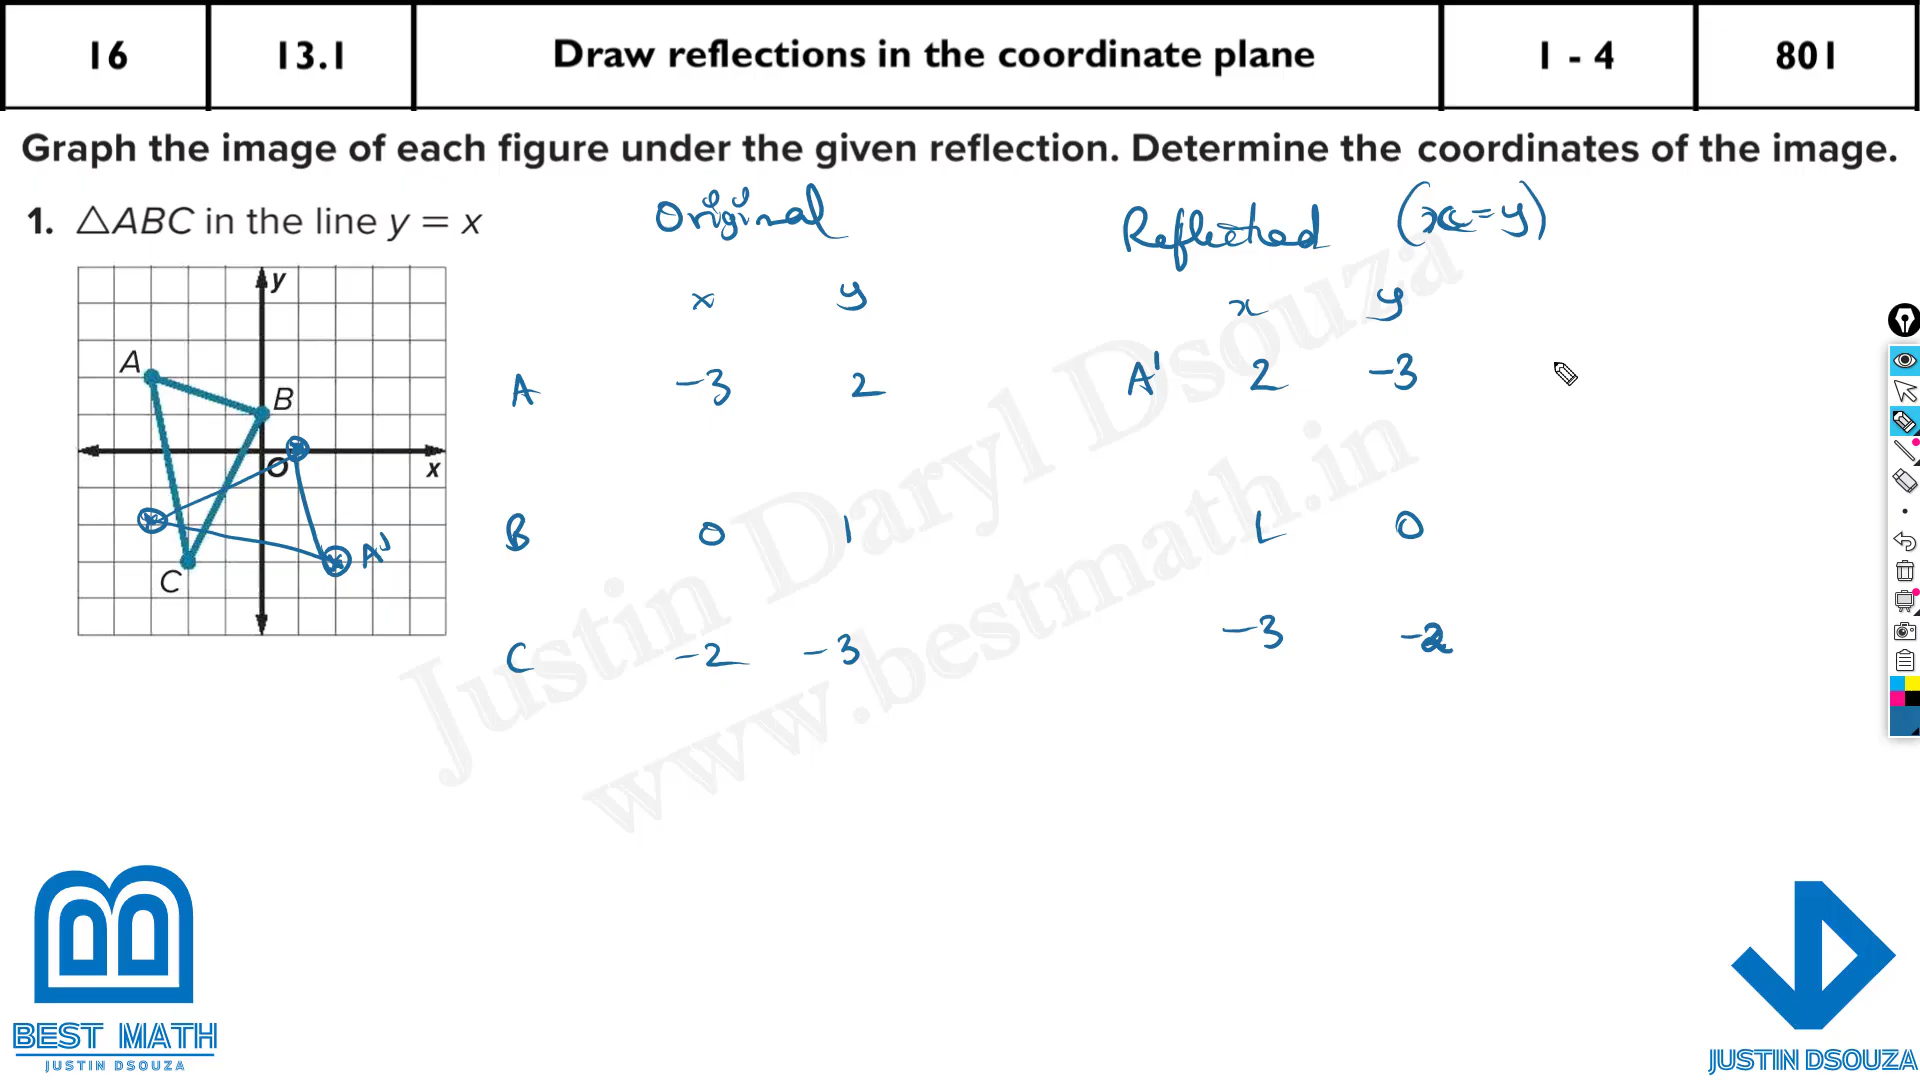 16 13.1 Draw reflections in the coordinate plane 1 - 4 801
Graph the image of each figure under the given reflection. Determine the coordinates of the image.
1. △ABC in the line y = x
Original Reflected (x=y)
x y x y
A -3 2 A' 2 -3
B 0 1 1 0
C -2 -3 -3 -2
y
A
B
O
x
A'
C
Justin Daryl Dsouza
www.bestmath.in
BEST MATH
JUSTIN DSOUZA
JUSTIN DSOUZA